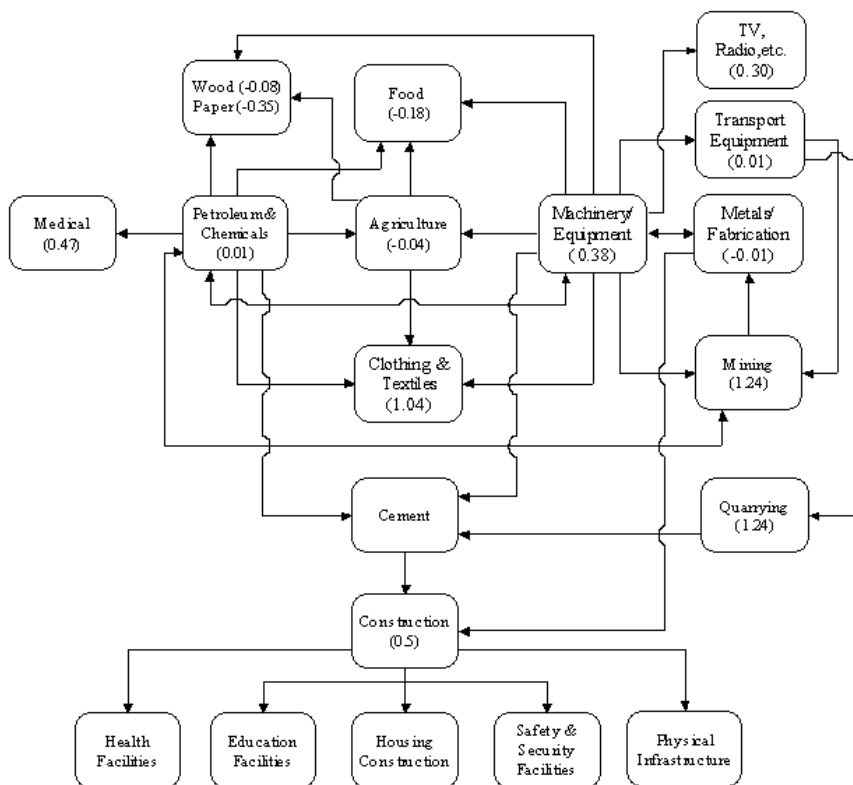 TV,
Radio,etc.
(0.30)
Wood (-0.08)
Paper (-0.35)
Food
(-0.18)
Transport
Equipment
(0.01)
Medical
(0.47)
Petroleum&
Chemicals
(0.01)
Agriculture
(-0.04)
Machinery/
Equipment
(0.38)
Metals/
Fabrication
(-0.01)
Clothing &
Textiles
(1.04)
Mining
(1.24)
Cement
Quarrying
(1.24)
Construction
(0.5)
Health
Facilities
Education
Facilities
Housing
Construction
Safety &
Security
Facilities
Physical
Infrastructure